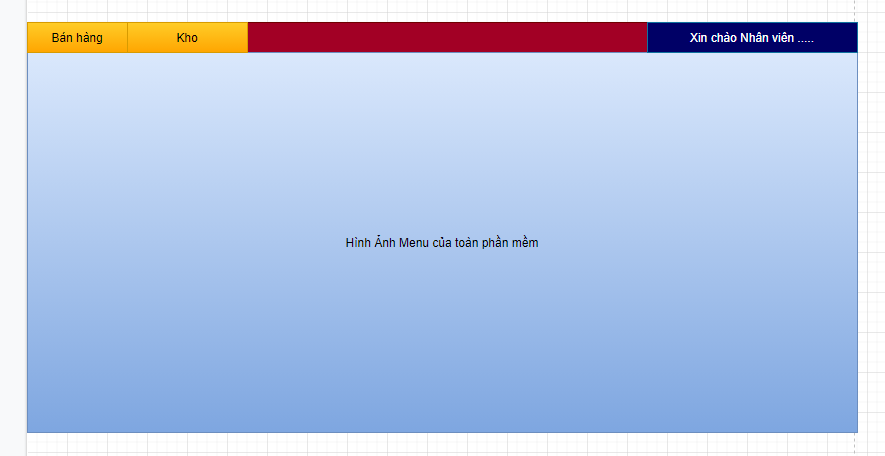 Bán hàng
Kho
Xin chào Nhân viên .....
Hình Ảnh Menu của toàn phần mềm